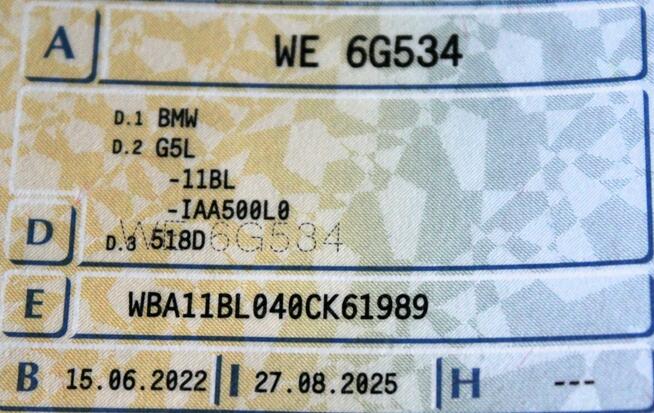 A WE 6G534
D.1 BMW
D.2 G5L
-11BL
-IAA500L0
D D.3 518D
WE 6G534
E WBA11BL040CK61989
B 15.06.2022 I 27.08.2025 H ---